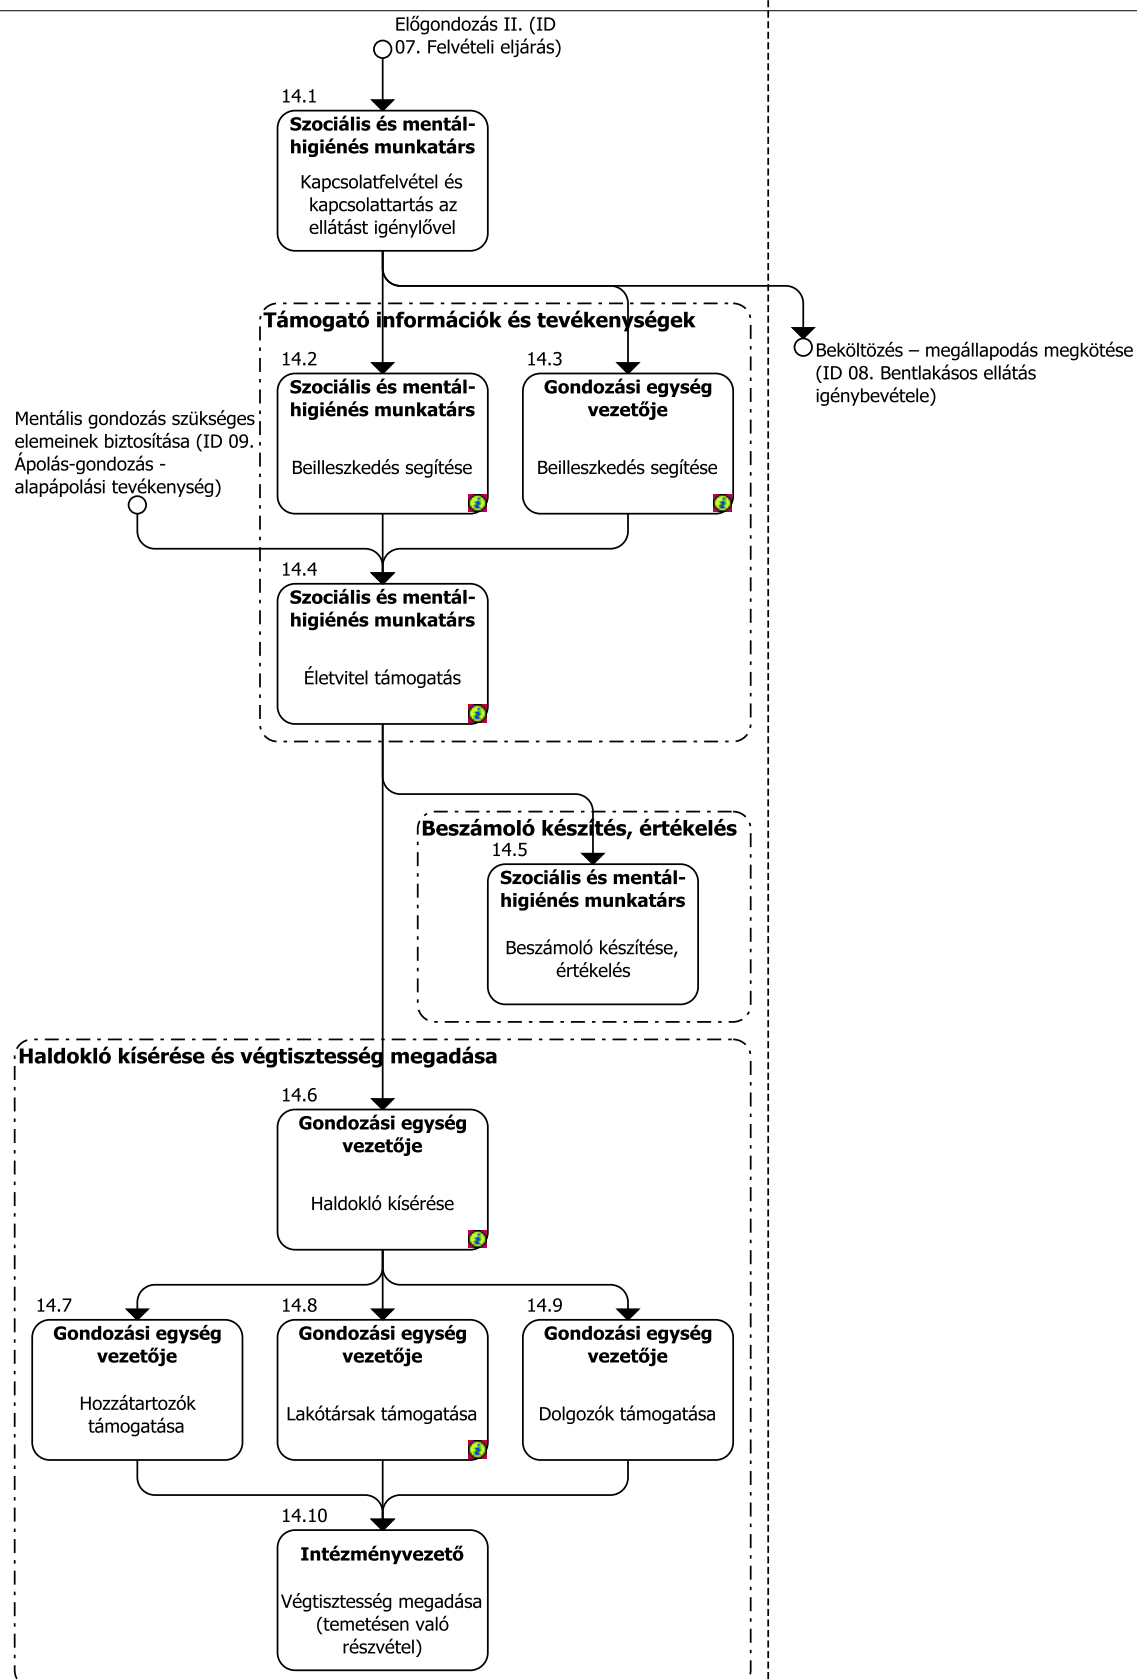 Előgondozás II. (ID
07. Felvételi eljárás)
14.1
Szociális és mentál-
higiénés munkatárs
Kapcsolatfelvétel és
kapcsolattartás az
ellátást igénylővel
Támogató információk és tevékenységek
14.2
Szociális és mentál-
higiénés munkatárs
Beilleszkedés segítése
14.3
Gondozási egység
vezetője
Beilleszkedés segítése
Beköltözés – megállapodás megkötése
(ID 08. Bentlakásos ellátás
igénybevétele)
Mentális gondozás szükséges
elemeinek biztosítása (ID 09.
Ápolás-gondozás -
alapápolási tevékenység)
14.4
Szociális és mentál-
higiénés munkatárs
Életvitel támogatás
Beszámoló készítés, értékelés
14.5
Szociális és mentál-
higiénés munkatárs
Beszámoló készítése,
értékelés
Haldokló kísérése és végtisztesség megadása
14.6
Gondozási egység
vezetője
Haldokló kísérése
14.7
Gondozási egység
vezetője
Hozzátartozók
támogatása
14.8
Gondozási egység
vezetője
Lakótársak támogatása
14.9
Gondozási egység
vezetője
Dolgozók támogatása
14.10
Intézményvezető
Végtisztesség megadása
(temetésen való
részvétel)